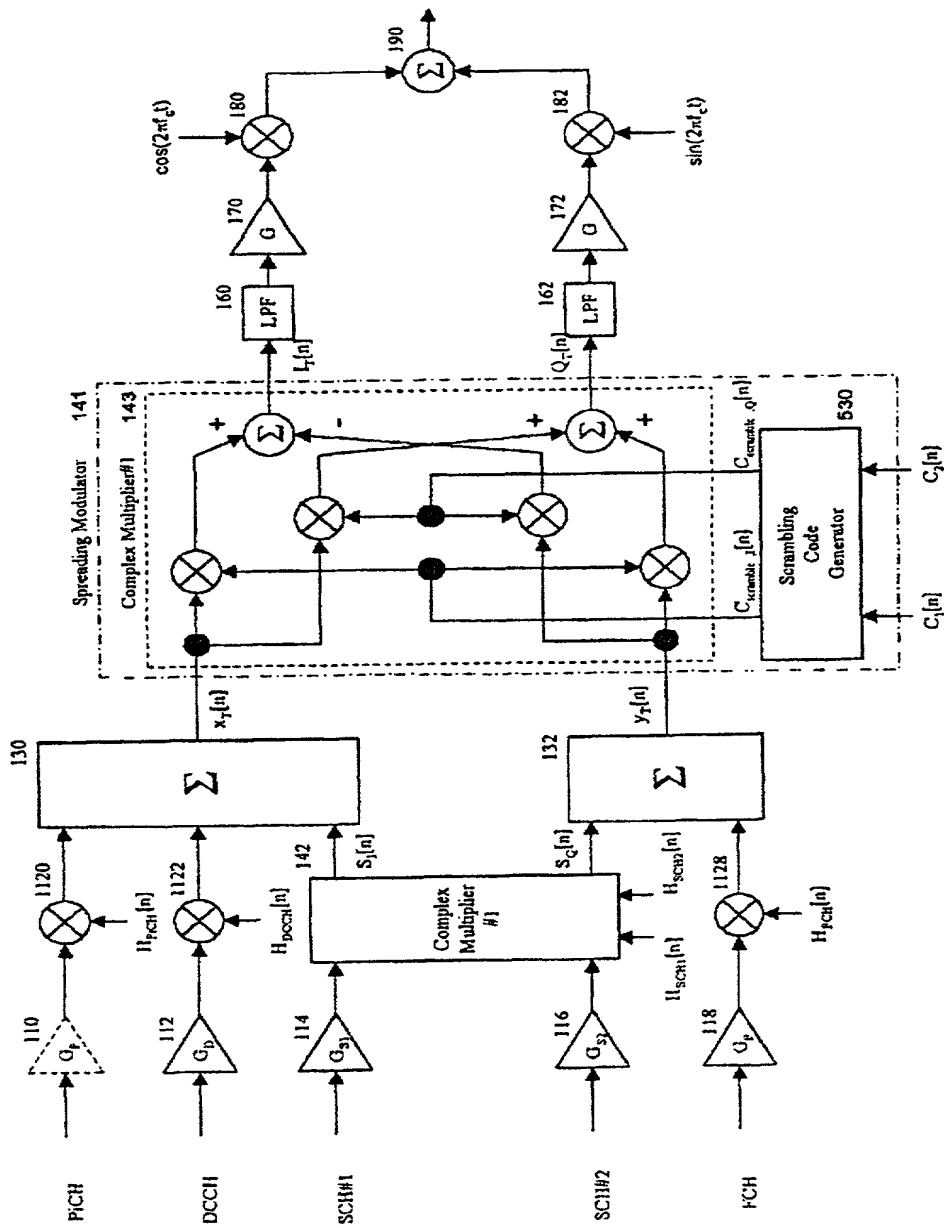 PiCH
110
G_P
1120
H_PiCH[n]
DCCH
112
G_D
1122
H_DCCH[n]
SCH#1
114
G_S1
142
S_I[n]
Complex
Multiplier
#1
SCH#2
116
G_S2
S_Q[n]
H_SCH1[n]
H_SCH2[n]
FCH
118
G_F
1128
H_FCH[n]
130
Σ
x_T[n]
132
Σ
y_T[n]
Spreading Modulator 141
Complex Multiplier#1 143
+
Σ
-
+
Σ
+
C_scramble,I[n]
C_scramble,Q[n]
Scrambling
Code
Generator
530
C_1[n]
C_2[n]
I_T[n]
160
LPF
170
G
cos(2πf_ct)
180
Q_T[n]
162
LPF
172
G
sin(2πf_ct)
182
190
Σ